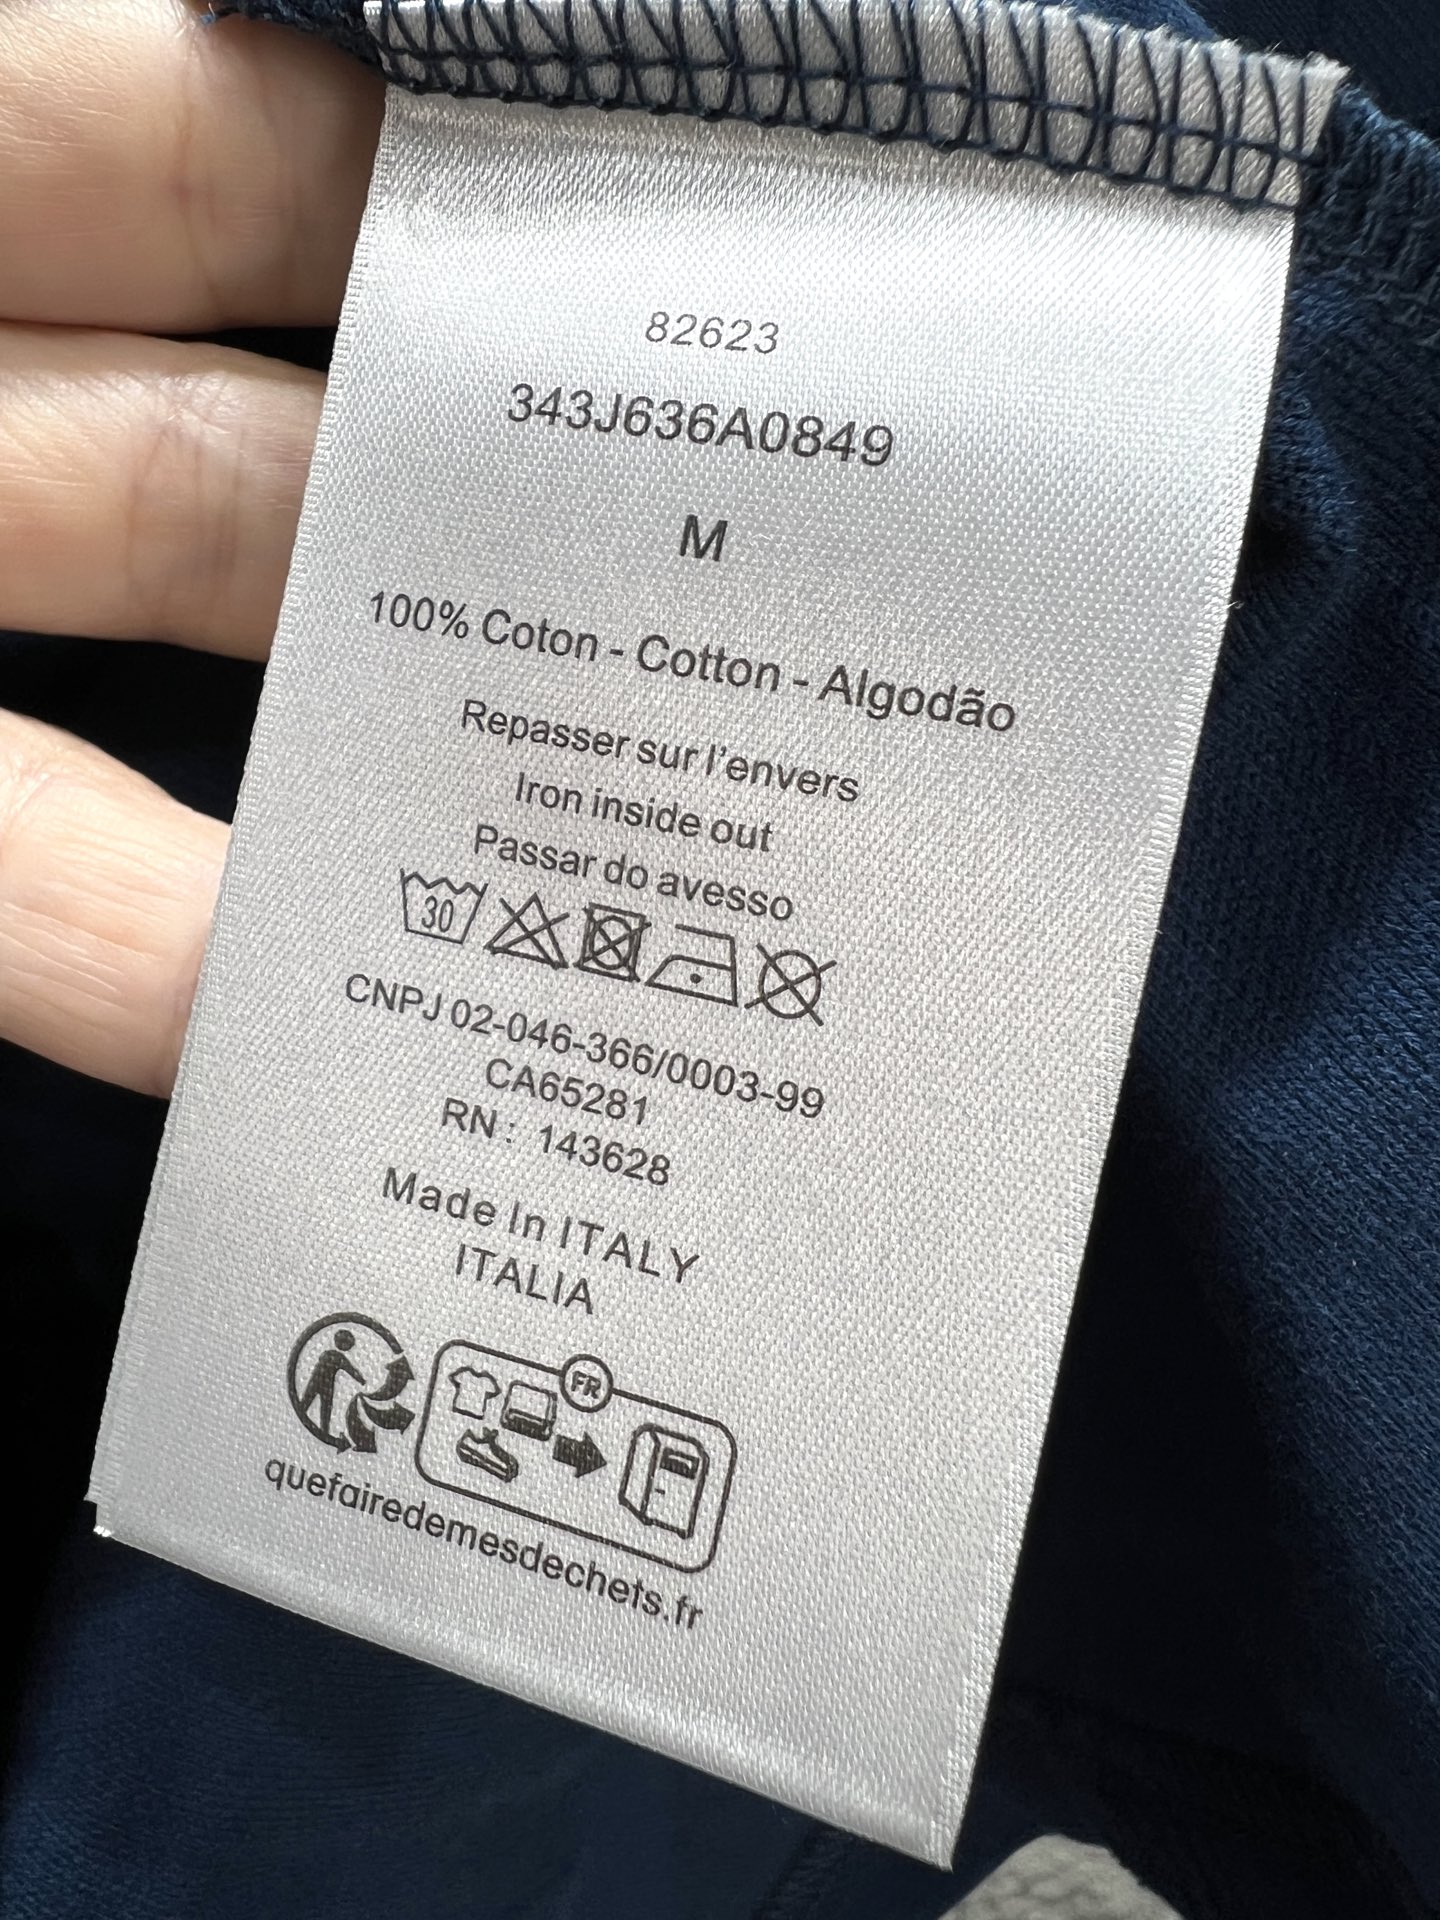 82623
343J636A0849
M
100% Coton - Cotton - Algodão
Repasser sur l'envers
Iron inside out
Passar do avesso
30
CNPJ 02-046-366/0003-99
CA65281
RN : 143628
Made In ITALY
ITALIA
FR
quefairedemesdechets.fr